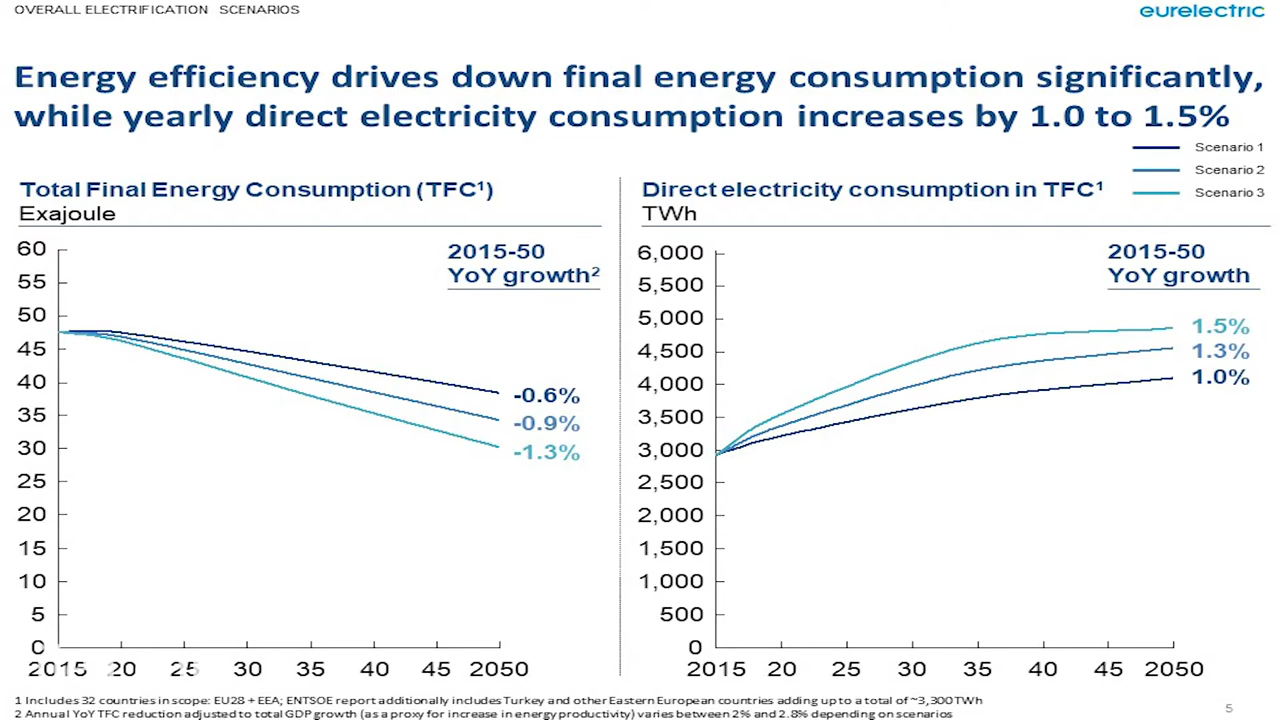 OVERALL ELECTRIFICATION SCENARIOS
eurelectric
Energy efficiency drives down final energy consumption significantly,
while yearly direct electricity consumption increases by 1.0 to 1.5%
Scenario 1
Scenario 2
Scenario 3
Total Final Energy Consumption (TFC¹)
Exajoule
2015-50
YoY growth²
60
55
50
45
40
35
30
25
20
15
10
5
0
-0.6%
-0.9%
-1.3%
2015 20 25 30 35 40 45 2050
Direct electricity consumption in TFC¹
TWh
2015-50
YoY growth
6,000
5,500
5,000
4,500
4,000
3,500
3,000
2,500
2,000
1,500
1,000
500
0
1.5%
1.3%
1.0%
2015 20 25 30 35 40 45 2050
1 Includes 32 countries in scope: EU28 + EEA; ENTSOE report additionally includes Turkey and other Eastern European countries adding up to a total of ~3,300 TWh
2 Annual YoY TFC reduction adjusted to total GDP growth (as a proxy for increase in energy productivity) varies between 2% and 2.8% depending on scenarios
5